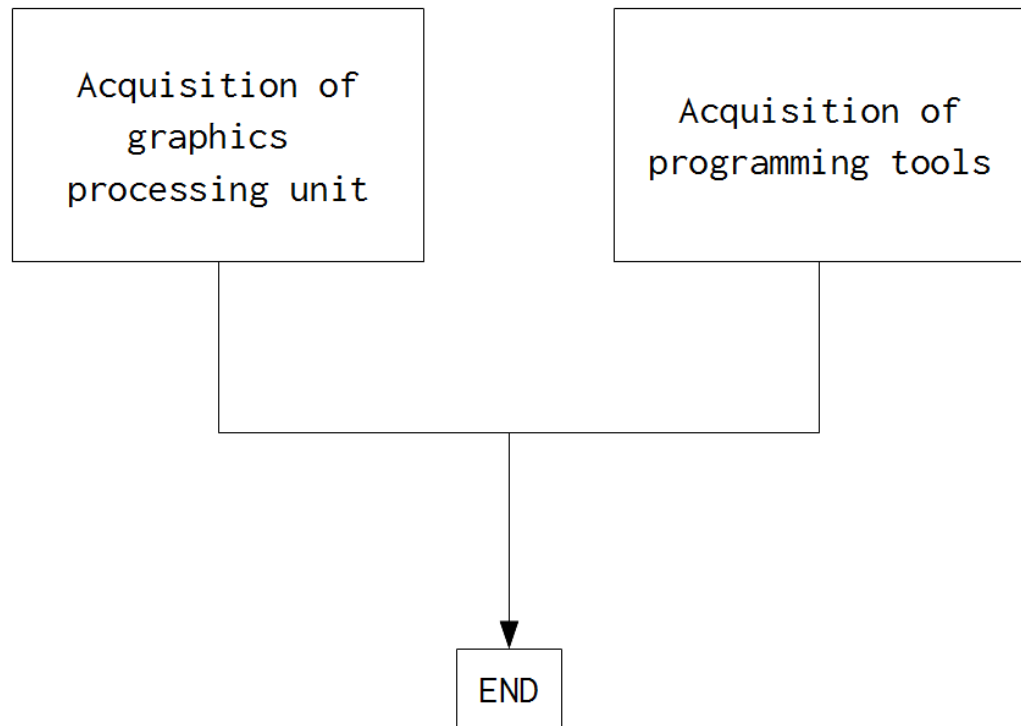 Acquisition of
graphics
processing unit
Acquisition of
programming tools
END